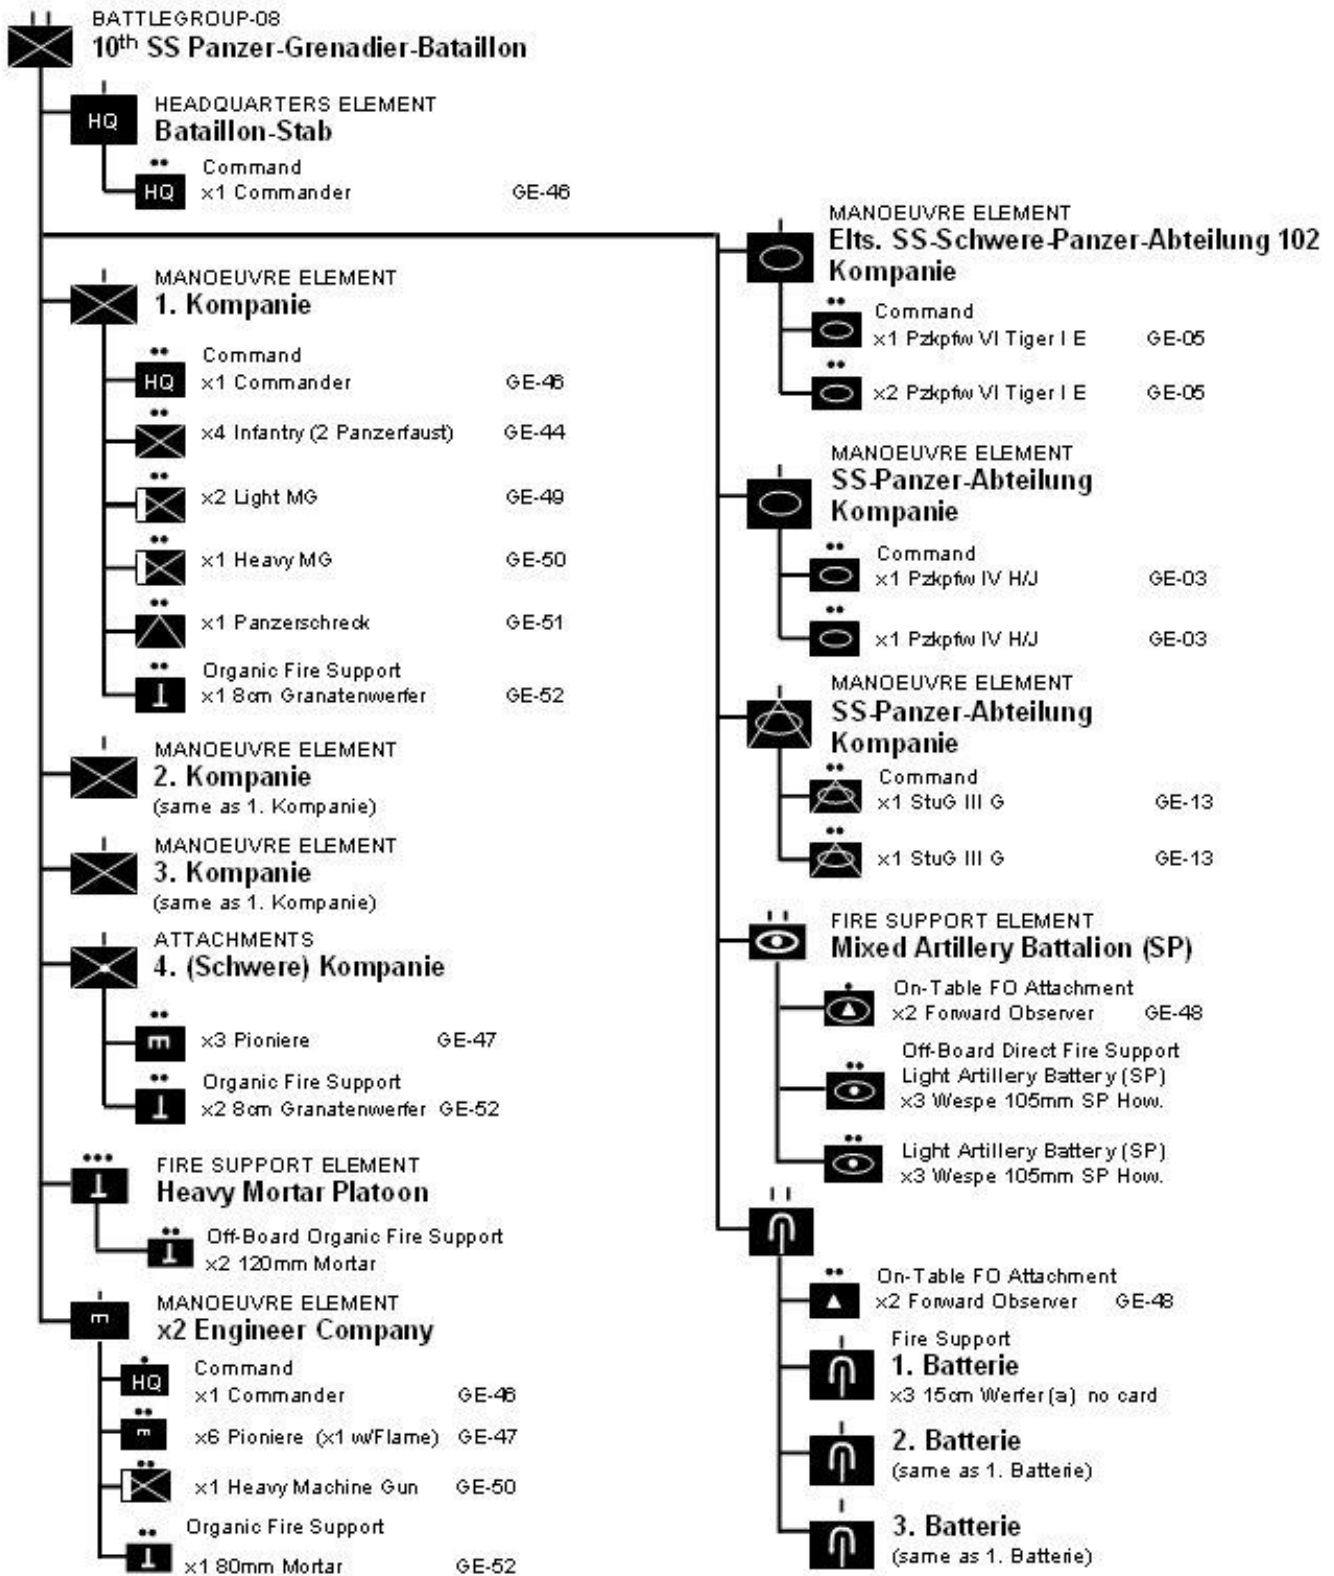 BATTLEGROUP-08
10th SS Panzer-Grenadier-Bataillon
HEADQUARTERS ELEMENT
HQ
Bataillon-Stab
Command
HQ
x1 Commander GE-46
MANOEUVRE ELEMENT
1. Kompanie
Command
HQ
x1 Commander GE-46
x4 Infantry (2 Panzerfaust) GE-44
x2 Light MG GE-49
x1 Heavy MG GE-50
x1 Panzerschreck GE-51
Organic Fire Support
x1 8cm Granatenwerfer GE-52
MANOEUVRE ELEMENT
2. Kompanie
(same as 1. Kompanie)
MANOEUVRE ELEMENT
3. Kompanie
(same as 1. Kompanie)
ATTACHMENTS
4. (Schwere) Kompanie
x3 Pioniere GE-47
Organic Fire Support
x2 8cm Granatenwerfer GE-52
FIRE SUPPORT ELEMENT
Heavy Mortar Platoon
Off-Board Organic Fire Support
x2 120mm Mortar
MANOEUVRE ELEMENT
x2 Engineer Company
Command
HQ
x1 Commander GE-46
x6 Pioniere (x1 w/Flame) GE-47
x1 Heavy Machine Gun GE-50
Organic Fire Support
x1 80mm Mortar GE-52
MANOEUVRE ELEMENT
Elts. SS-Schwere-Panzer-Abteilung 102
Kompanie
Command
x1 Pzkpfw VI Tiger I E GE-05
x2 Pzkpfw VI Tiger I E GE-05
MANOEUVRE ELEMENT
SS-Panzer-Abteilung
Kompanie
Command
x1 Pzkpfw IV H/J GE-03
x1 Pzkpfw IV H/J GE-03
MANOEUVRE ELEMENT
SS-Panzer-Abteilung
Kompanie
Command
x1 StuG III G GE-13
x1 StuG III G GE-13
FIRE SUPPORT ELEMENT
Mixed Artillery Battalion (SP)
On-Table FO Attachment
x2 Forward Observer GE-48
Off-Board Direct Fire Support
Light Artillery Battery (SP)
x3 Wespe 105mm SP How.
Light Artillery Battery (SP)
x3 Wespe 105mm SP How.
On-Table FO Attachment
x2 Forward Observer GE-48
Fire Support
1. Batterie
x3 15cm Werfer (a) no card
2. Batterie
(same as 1. Batterie)
3. Batterie
(same as 1. Batterie)